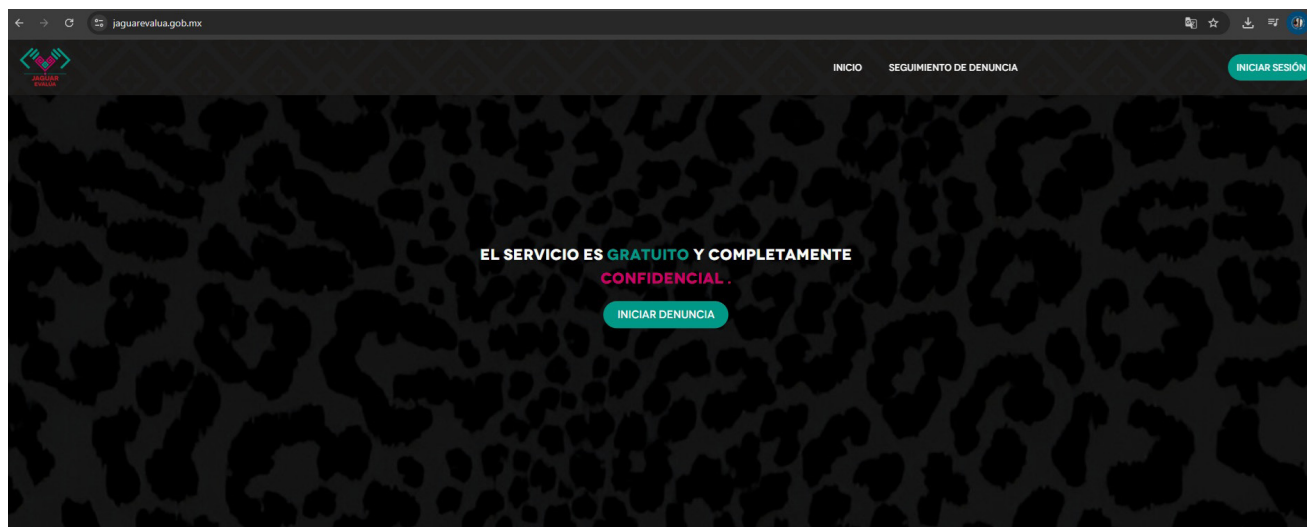 jaguarevalua.gob.mx
JAGUAR
EVALÚA
INICIO
SEGUIMIENTO DE DENUNCIA
INICIAR SESIÓN
EL SERVICIO ES GRATUITO Y COMPLETAMENTE
CONFIDENCIAL .
INICIAR DENUNCIA